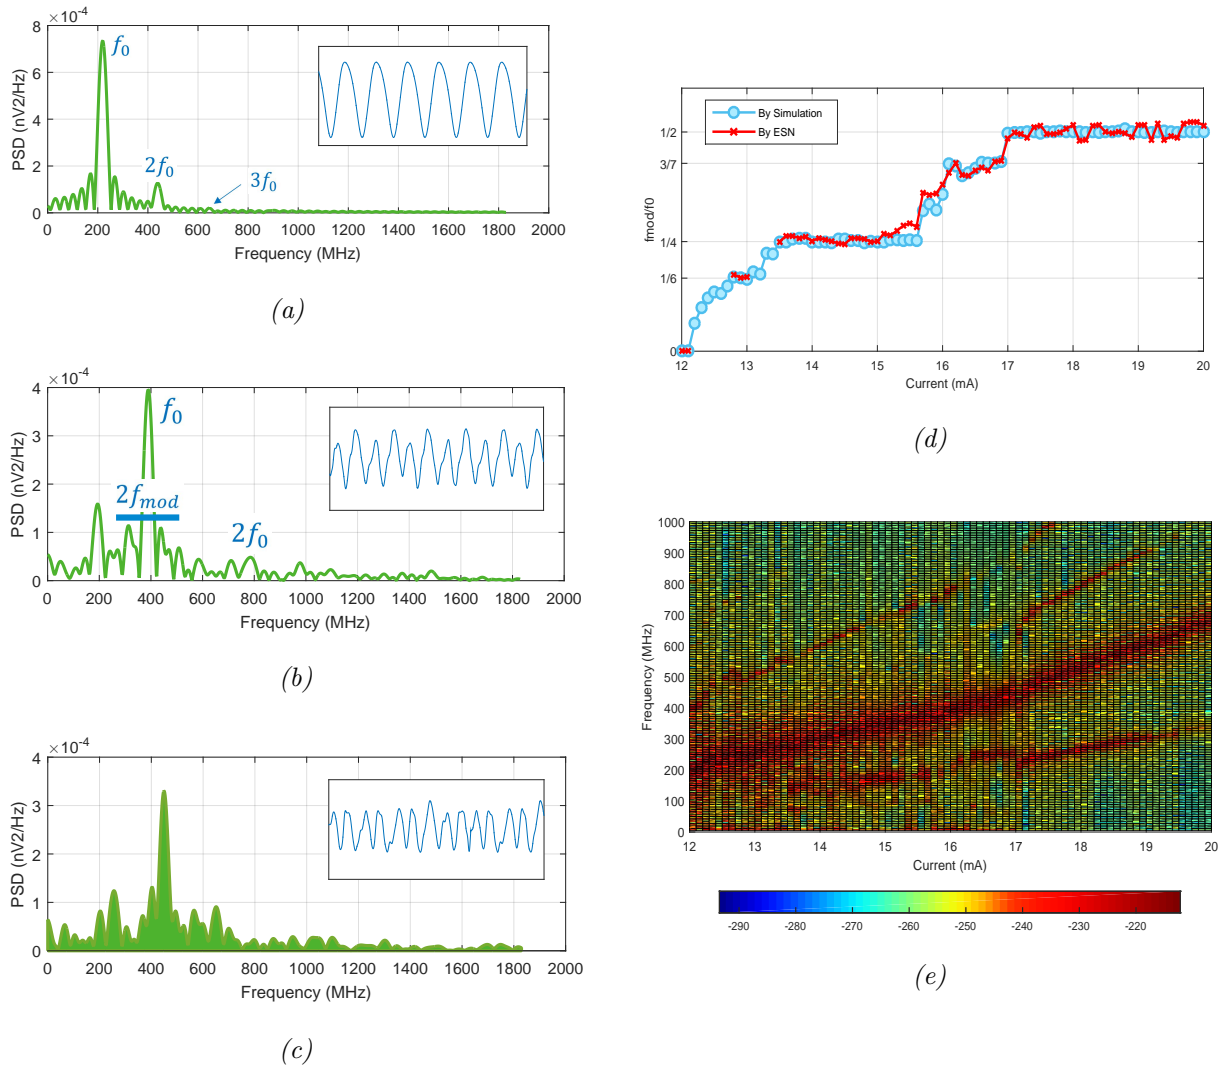 ×10⁻⁴
8
6
4
2
0
PSD (nV2/Hz)
f₀
2f₀
3f₀
0 200 400 600 800 1000 1200 1400 1600 1800 2000
Frequency (MHz)
(a)
×10⁻⁴
4
3
2
1
0
PSD (nV2/Hz)
f₀
2f_mod
2f₀
0 200 400 600 800 1000 1200 1400 1600 1800 2000
Frequency (MHz)
(b)
×10⁻⁴
4
3
2
1
0
PSD (nV2/Hz)
0 200 400 600 800 1000 1200 1400 1600 1800 2000
Frequency (MHz)
(c)
By Simulation
By ESN
1/2
3/7
1/4
1/6
0
fmod/f0
12 13 14 15 16 17 18 19 20
Current (mA)
(d)
1000
900
800
700
600
500
400
300
200
100
0
Frequency (MHz)
12 13 14 15 16 17 18 19 20
Current (mA)
-290 -280 -270 -260 -250 -240 -230 -220
(e)